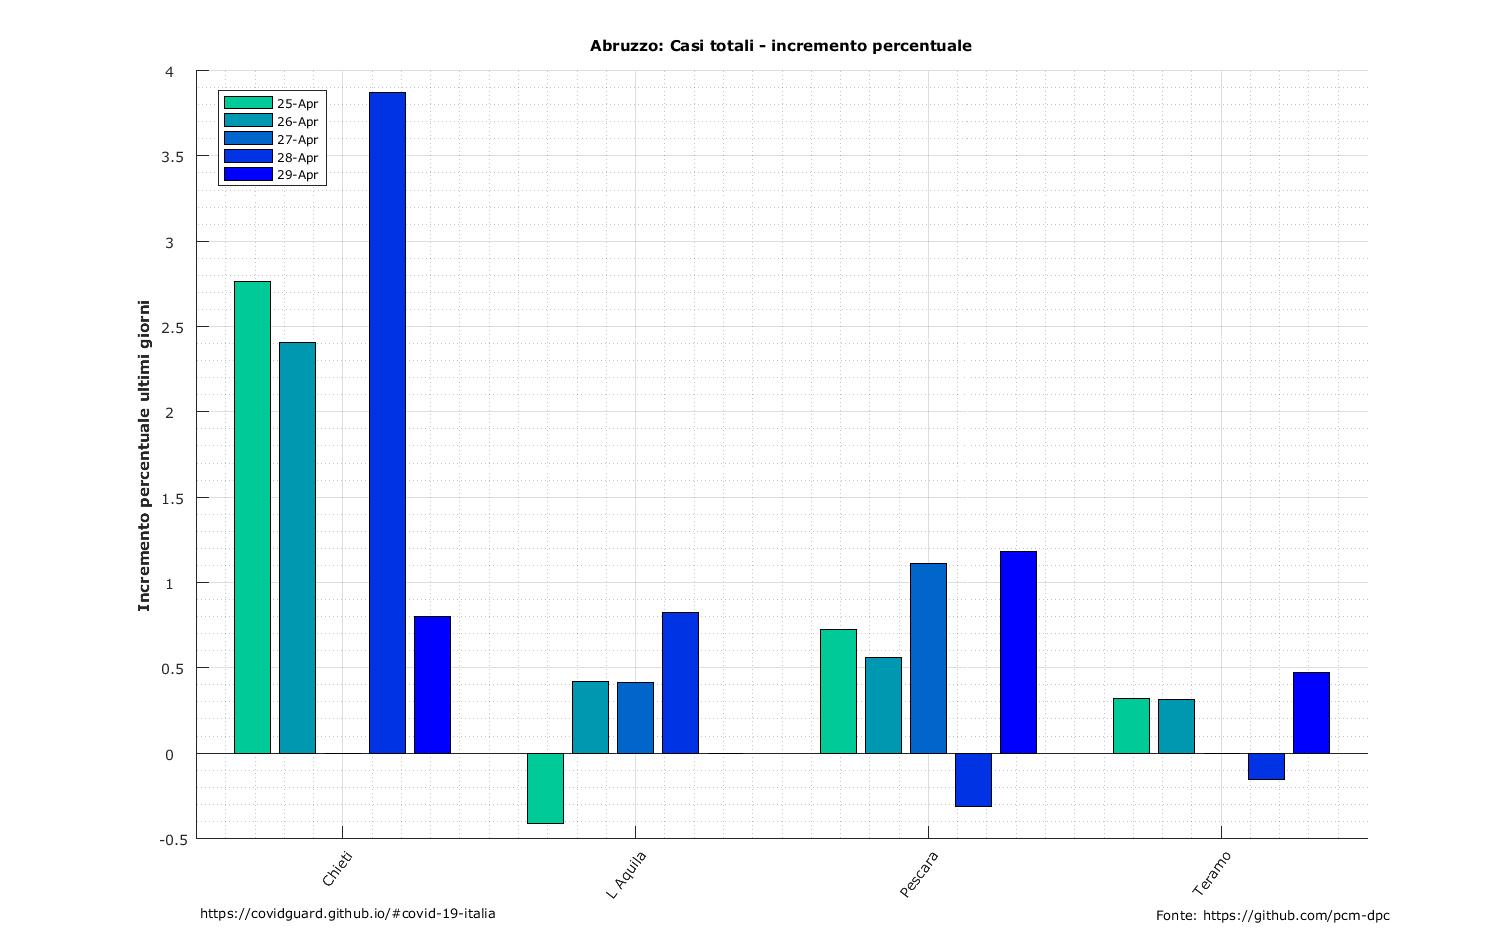 Abruzzo: Casi totali - incremento percentuale
4
3.5
3
2.5
2
1.5
1
0.5
0
-0.5
Incremento percentuale ultimi giorni
25-Apr
26-Apr
27-Apr
28-Apr
29-Apr
Chieti
L Aquila
Pescara
Teramo
https://covidguard.github.io/#covid-19-italia
Fonte: https://github.com/pcm-dpc